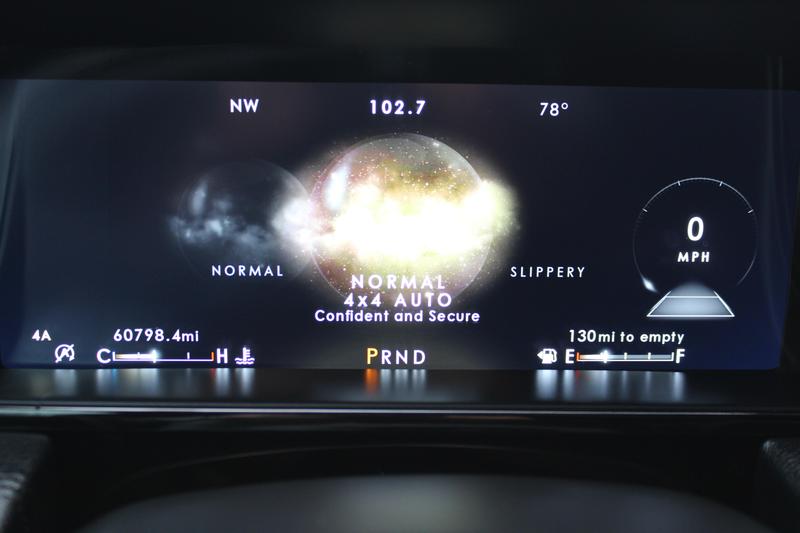 NW 102.7 78°
0
MPH
NORMAL SLIPPERY
NORMAL
4x4 AUTO
Confident and Secure
4A 60798.4mi 130mi to empty
C H PRND E F